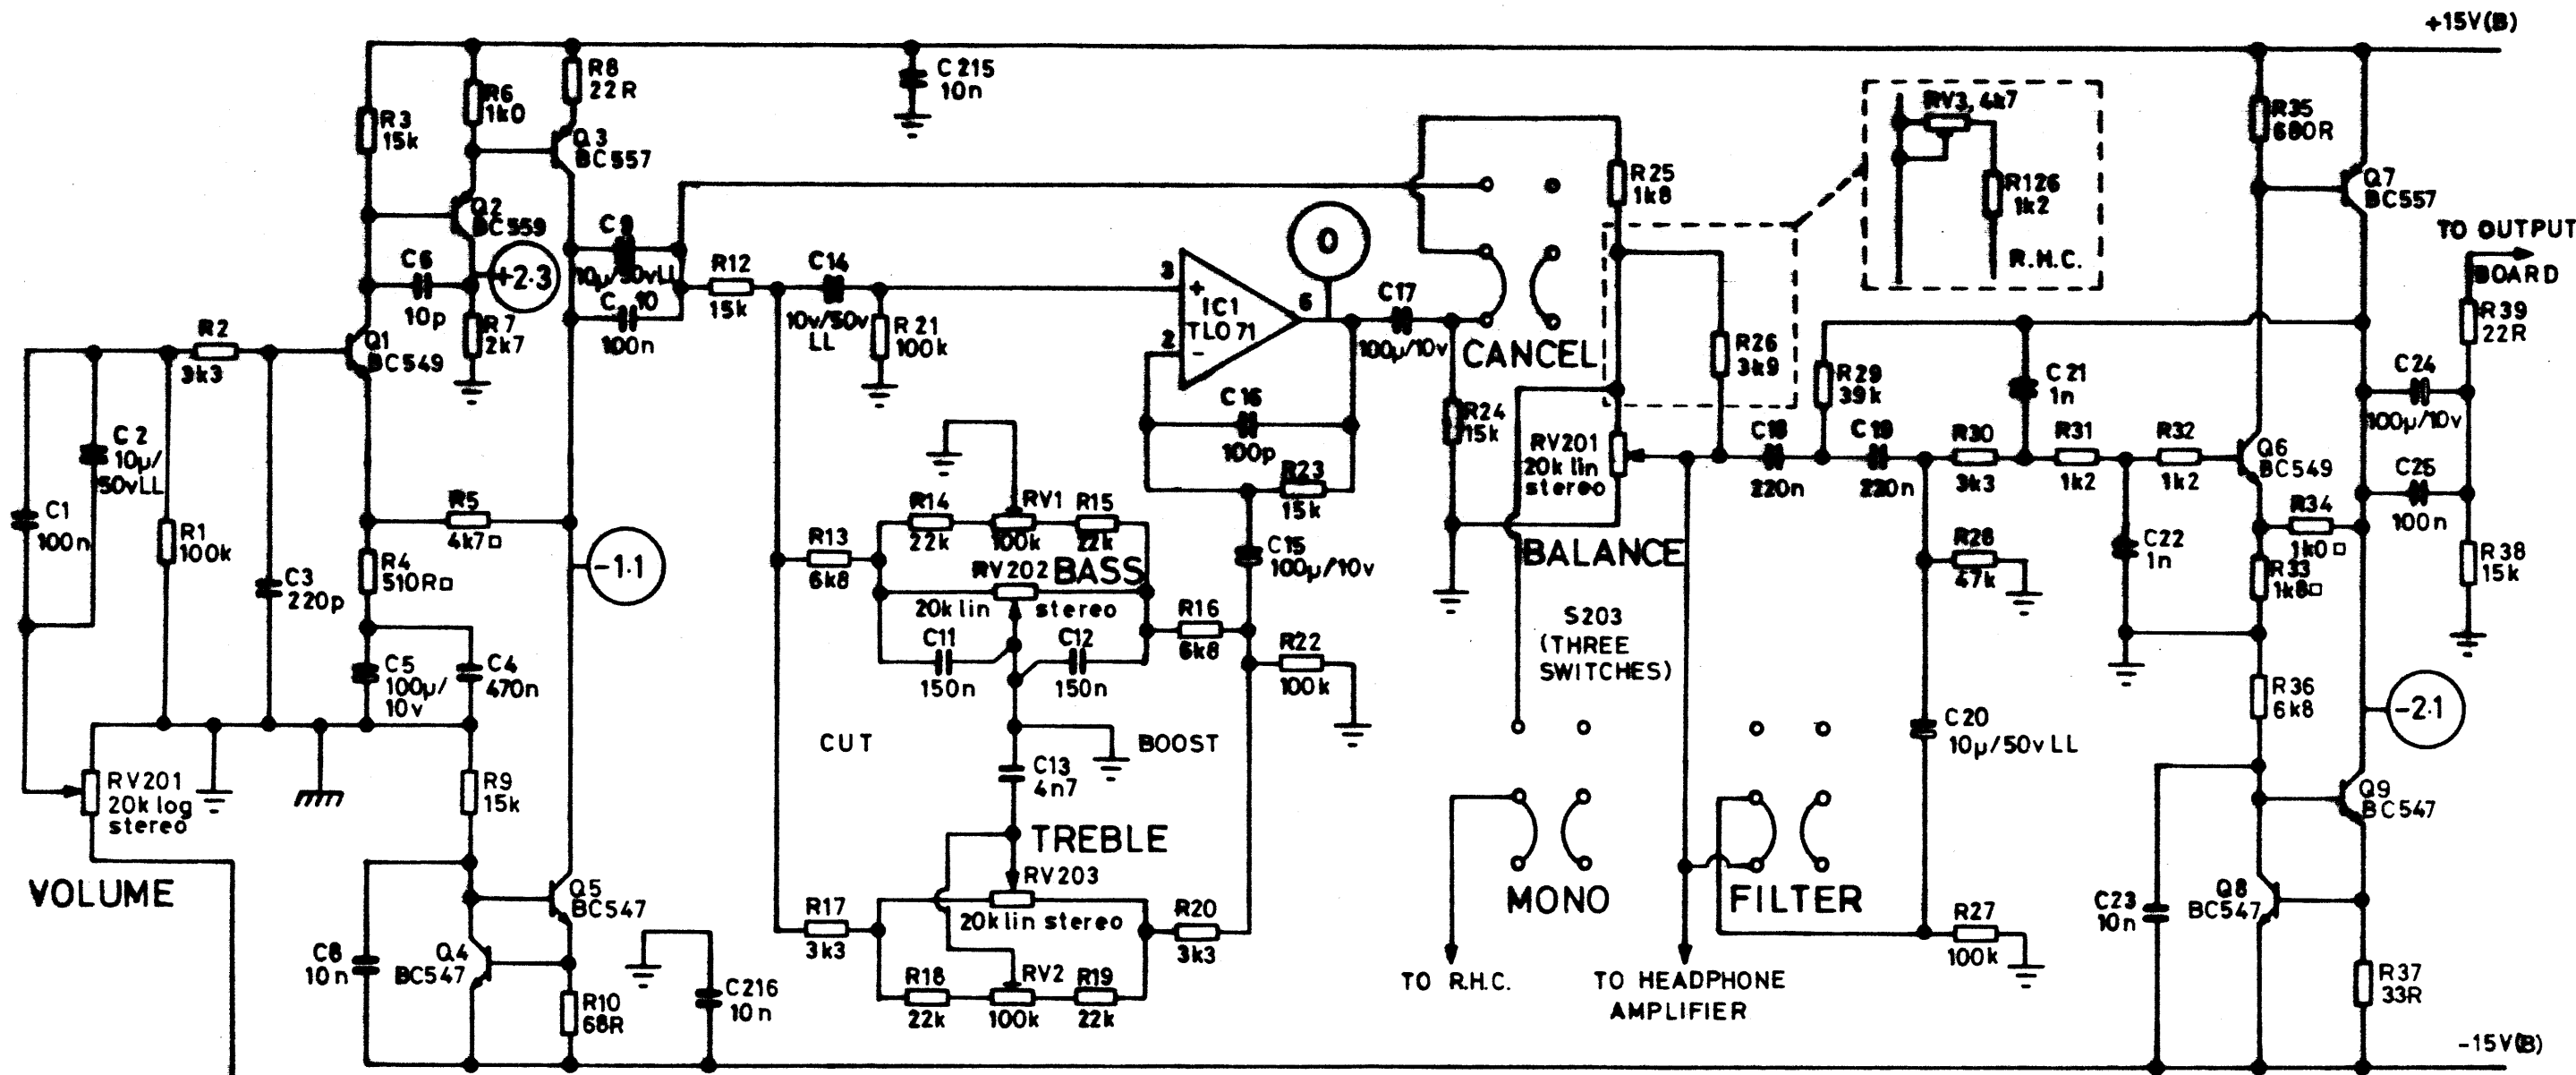 +15V(B)
R8
22R
C 215
10n
R6
1k0
R3
15k
Q3
BC557
RV3, 4k7
R35
680R
R126
1k2
R.H.C.
R25
1k8
Q7
BC557
Q2
BC559
TO OUTPUT
BOARD
C6
10p
+2·3
C9
10µ/50vLL
C 10
100n
R12
15k
C14
10v/50v
LL
R 21
100k
3
+
IC1
TL071
2
-
6
0
C17
100µ/10v
CANCEL
R39
22R
R7
2k7
R2
3k3
Q1
BC549
R26
3k9
R29
39k
C 21
1n
C24
100µ/10v
C 2
10µ/
50vLL
C16
100p
R24
15k
RV201
20k lin
stereo
C18
220n
C19
220n
R30
3k3
R31
1k2
R32
1k2
Q6
BC549
C25
100n
R23
15k
C1
100n
R1
100k
R5
4k7□
R14
22k
RV1
100k
R15
22k
R13
6k8
C15
100µ/10v
BALANCE
R28
47k
C22
1n
R34
1k0□
R33
1k8□
R38
15k
C3
220p
R4
510R□
-1·1
RV202
BASS
20k lin
stereo
R16
6k8
S203
(THREE
SWITCHES)
C11
150n
C12
150n
R22
100k
C5
100µ/
10v
C4
470n
R36
6k8
-2·1
CUT
BOOST
C20
10µ/50vLL
RV201
20k log
stereo
R9
15k
C13
4n7
TREBLE
RV203
20k lin stereo
Q9
BC547
VOLUME
Q5
BC547
R17
3k3
R20
3k3
MONO
FILTER
C23
10n
Q8
BC547
C8
10n
Q4
BC547
R27
100k
C216
10n
R10
68R
R18
22k
RV2
100k
R19
22k
TO R.H.C.
TO HEADPHONE
AMPLIFIER
R37
33R
-15V(B)